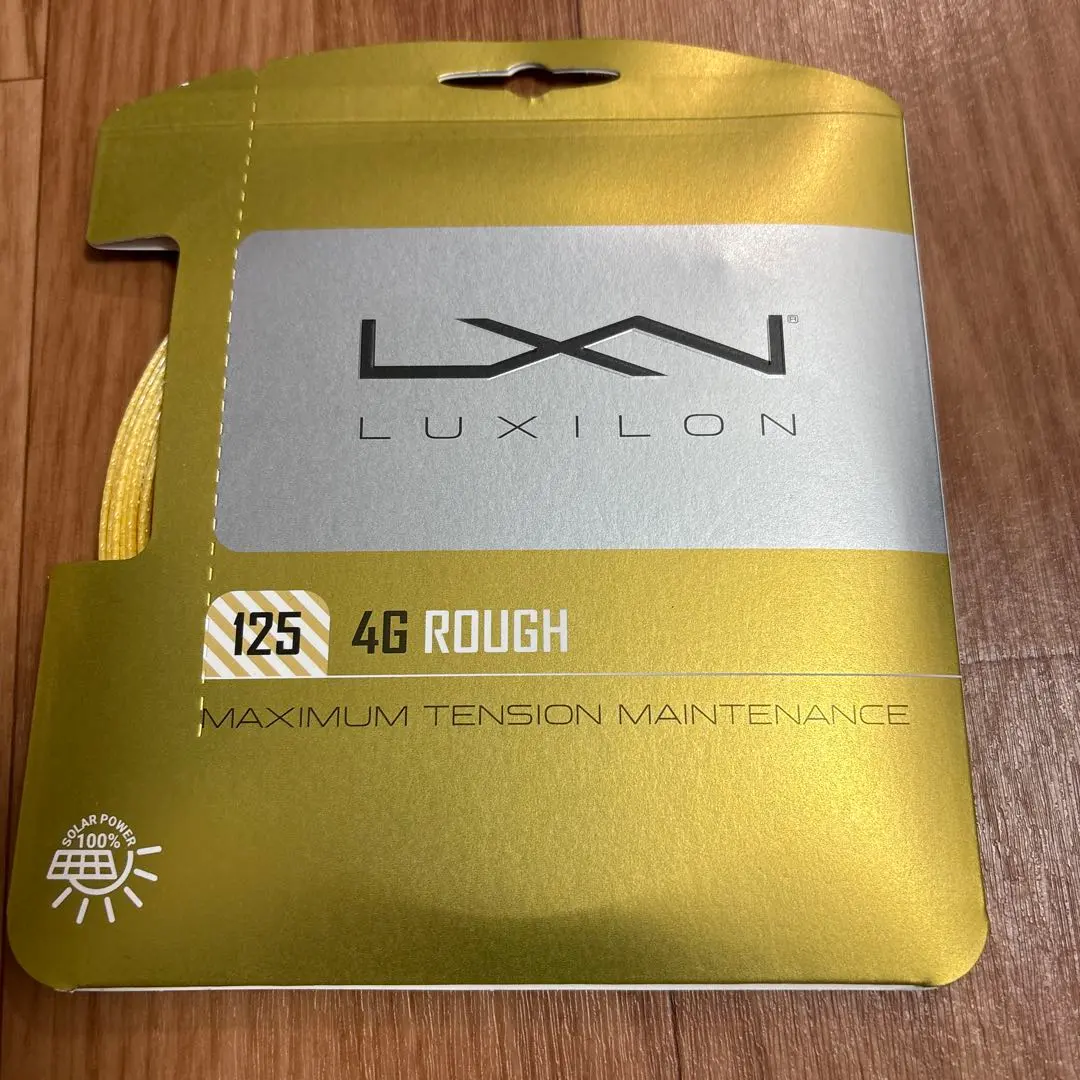 LXN®
LUXILON
125 4G ROUGH
MAXIMUM TENSION MAINTENANCE
SOLAR POWER
100%